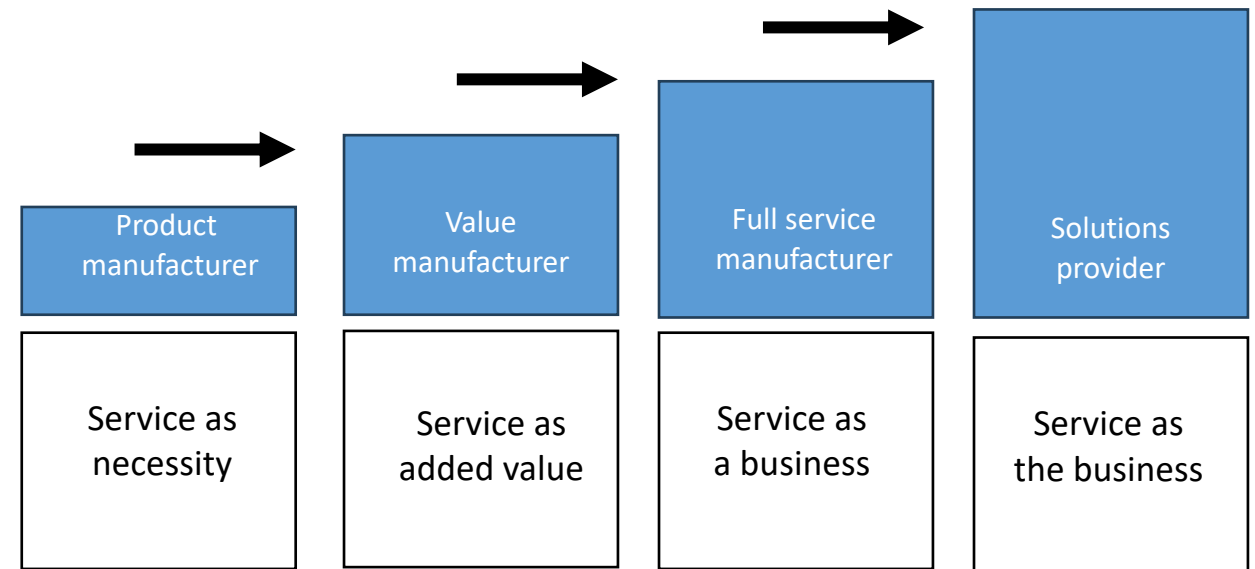 Product
manufacturer
Value
manufacturer
Full service
manufacturer
Solutions
provider
Service as
necessity
Service as
added value
Service as
a business
Service as
the business